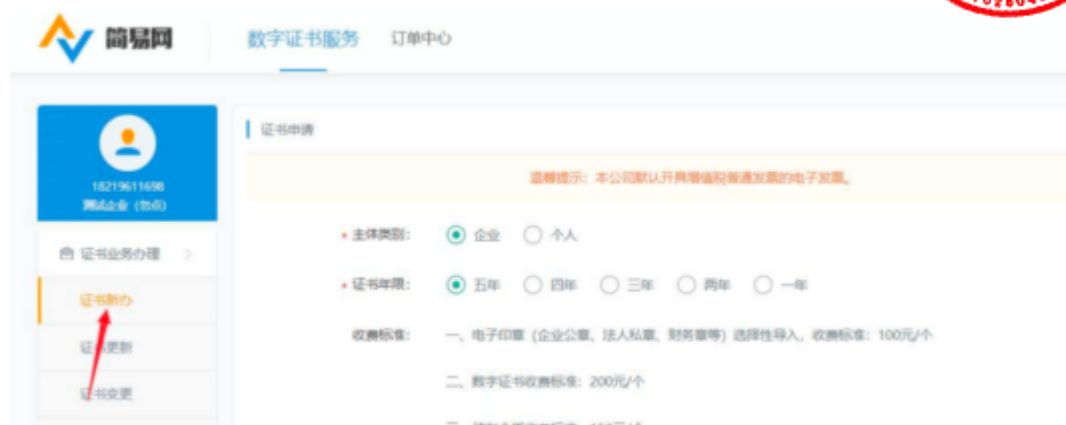 简易网
数字证书服务 订单中心
证书申请
温馨提示：本公司默认开具增值税普通发票的电子发票。
18219611698
测试企业（勿点）
* 主体类别： 企业 个人
证书业务办理
* 证书年限： 五年 四年 三年 两年 一年
证书新办
收费标准： 一、电子印章（企业公章、法人私章、财务章等）选择性导入，收费标准：100元/个
证书更新
二、数字证书收费标准：200元/个
证书变更